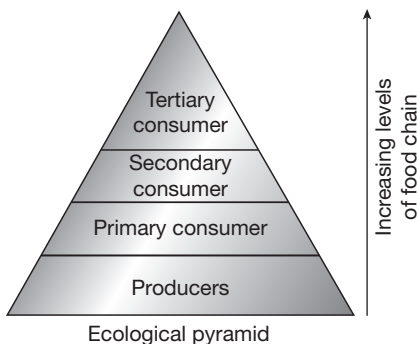 Tertiary
consumer
Secondary
consumer
Primary consumer
Producers
Increasing levels
of food chain
Ecological pyramid